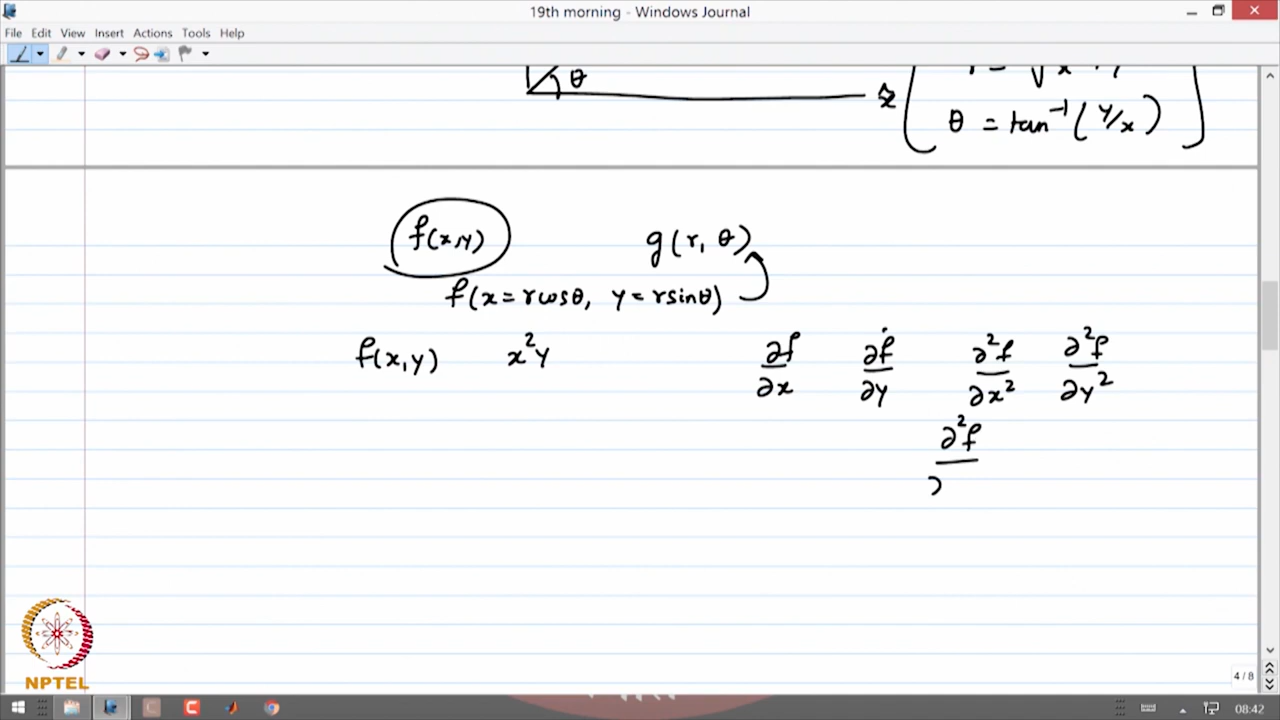 19th morning - Windows Journal
File Edit View Insert Actions Tools Help
θ
θ = tan⁻¹(y/x)
f(x,y) g(r, θ)
f(x = r cosθ, y = r sinθ)
f(x,y) x²y ∂f/∂x ∂f/∂y ∂²f/∂x² ∂²f/∂y²
∂²f
NPTEL
4 / 8
08:42